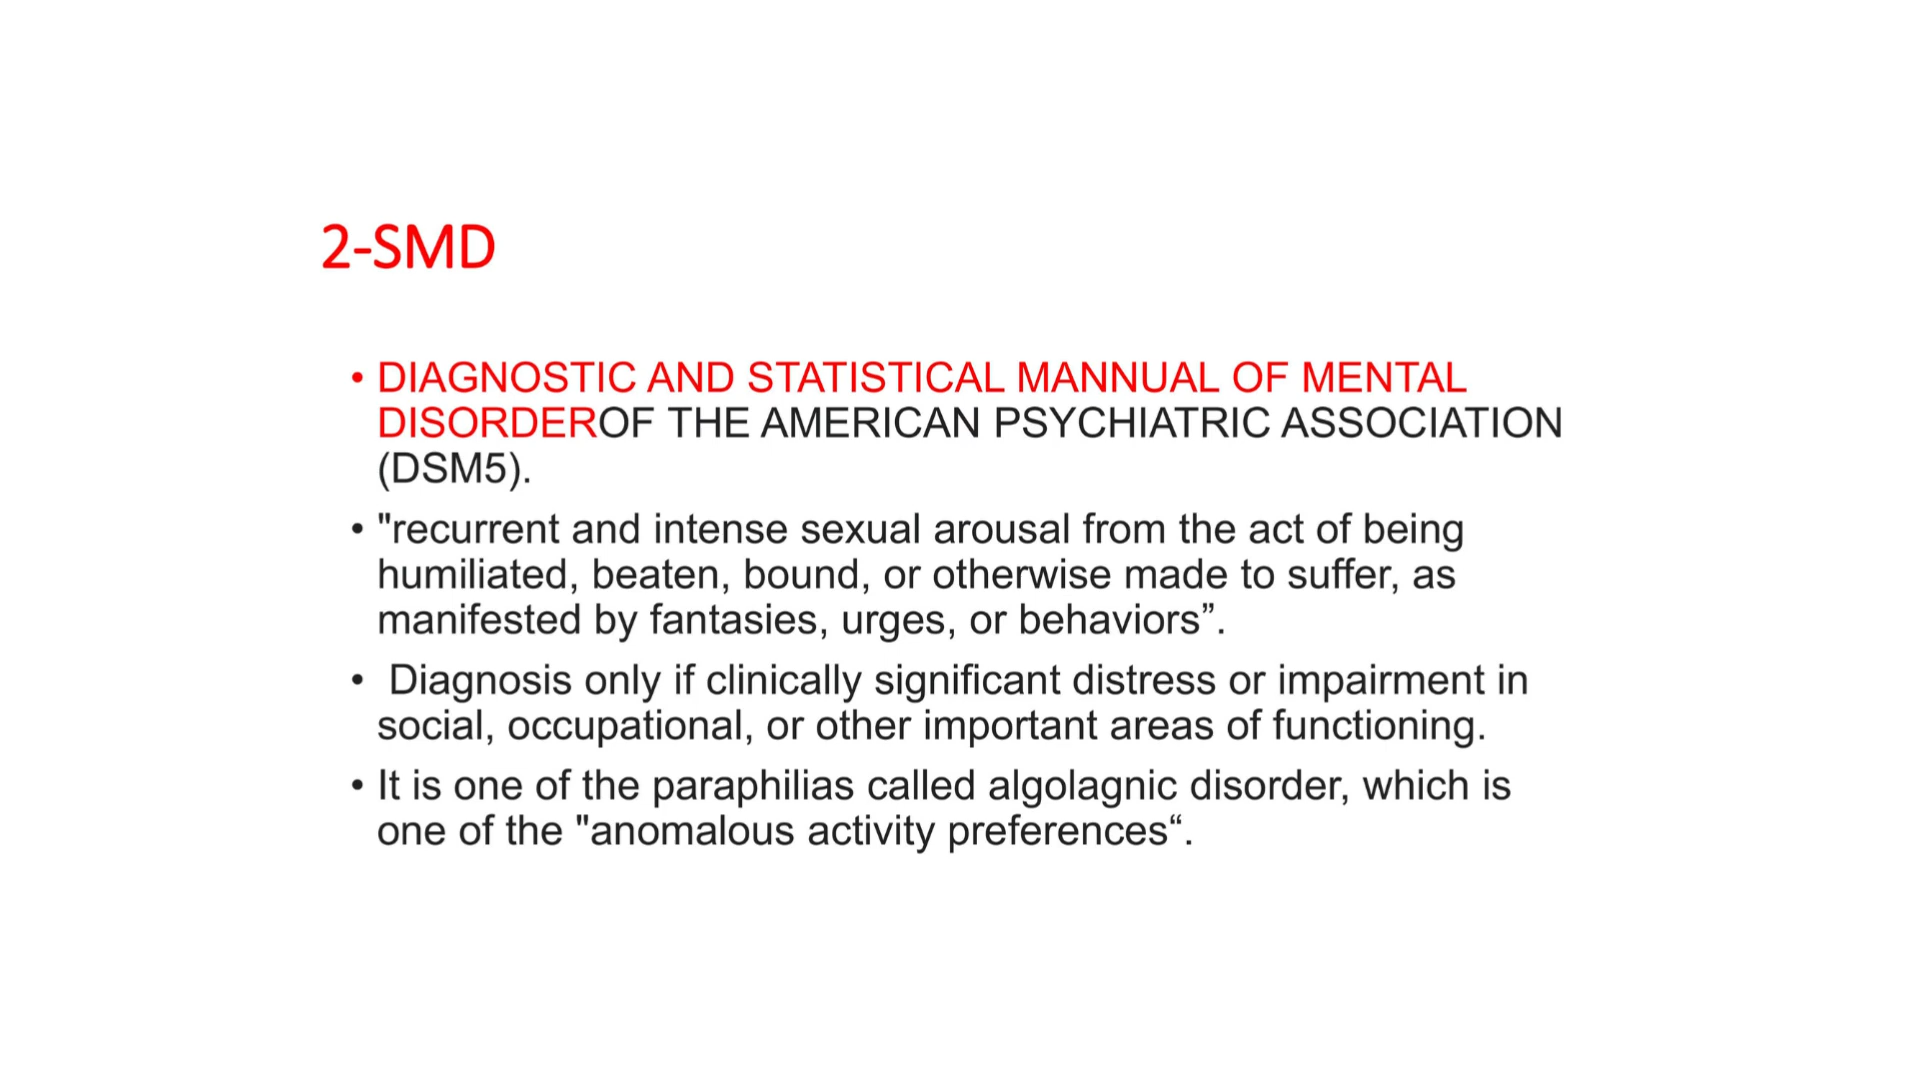 2-SMD
• DIAGNOSTIC AND STATISTICAL MANNUAL OF MENTAL
DISORDEROF THE AMERICAN PSYCHIATRIC ASSOCIATION
(DSM5).
• "recurrent and intense sexual arousal from the act of being
humiliated, beaten, bound, or otherwise made to suffer, as
manifested by fantasies, urges, or behaviors”.
• Diagnosis only if clinically significant distress or impairment in
social, occupational, or other important areas of functioning.
• It is one of the paraphilias called algolagnic disorder, which is
one of the "anomalous activity preferences“.